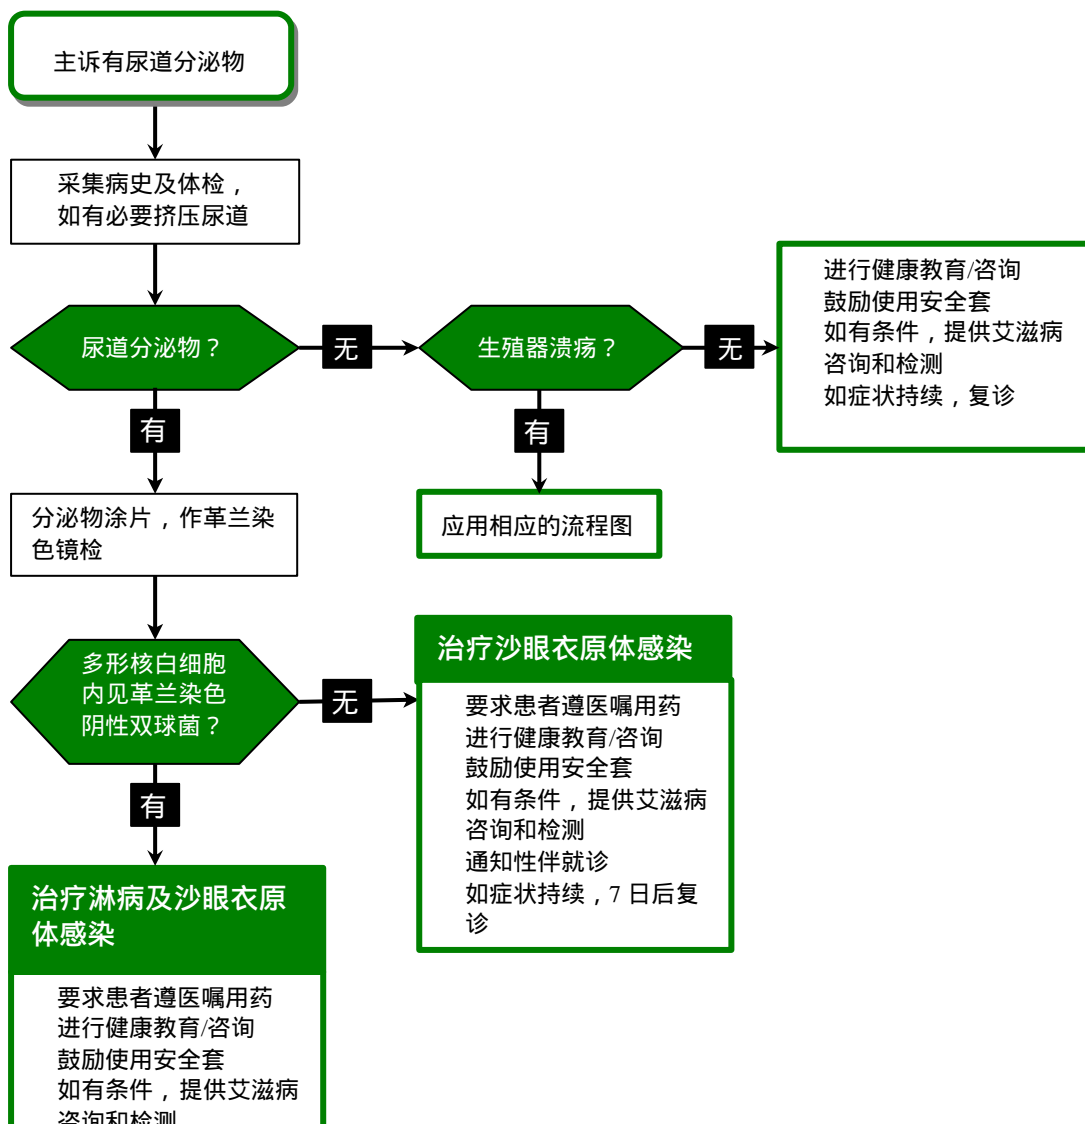 主诉有尿道分泌物
采集病史及体检，
如有必要挤压尿道
尿道分泌物？
无
生殖器溃疡？
无
进行健康教育/咨询
鼓励使用安全套
如有条件，提供艾滋病
咨询和检测
如症状持续，复诊
有
有
分泌物涂片，作革兰染
色镜检
应用相应的流程图
多形核白细胞
内见革兰染色
阴性双球菌？
无
治疗沙眼衣原体感染
要求患者遵医嘱用药
进行健康教育/咨询
鼓励使用安全套
如有条件，提供艾滋病
咨询和检测
通知性伴就诊
如症状持续，7 日后复
诊
有
治疗淋病及沙眼衣原
体感染
要求患者遵医嘱用药
进行健康教育/咨询
鼓励使用安全套
如有条件，提供艾滋病
咨询和检测